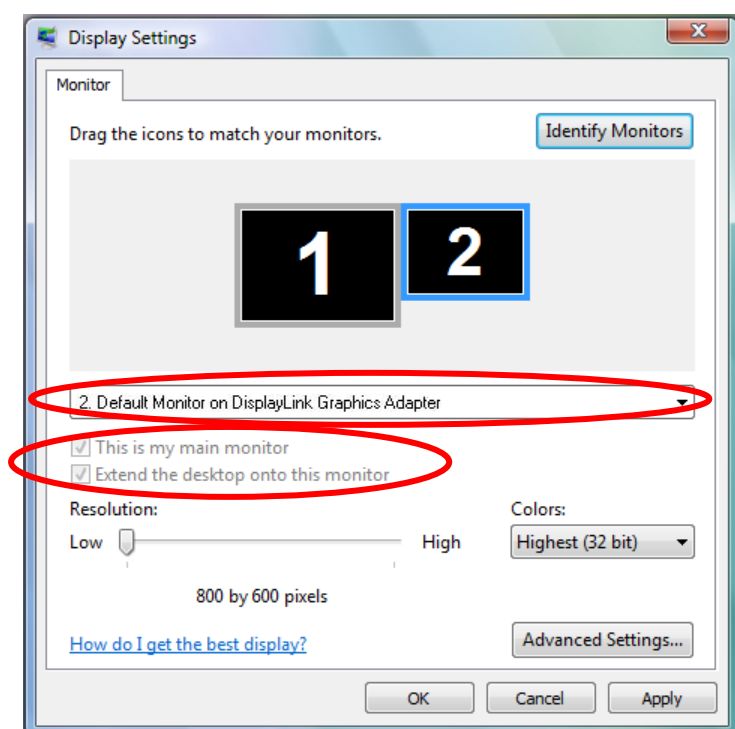 Display Settings
X
Monitor
Drag the icons to match your monitors.
Identify Monitors
1
2
2. Default Monitor on DisplayLink Graphics Adapter
This is my main monitor
Extend the desktop onto this monitor
Resolution:
Colors:
Low
High
Highest (32 bit)
800 by 600 pixels
How do I get the best display?
Advanced Settings...
OK
Cancel
Apply